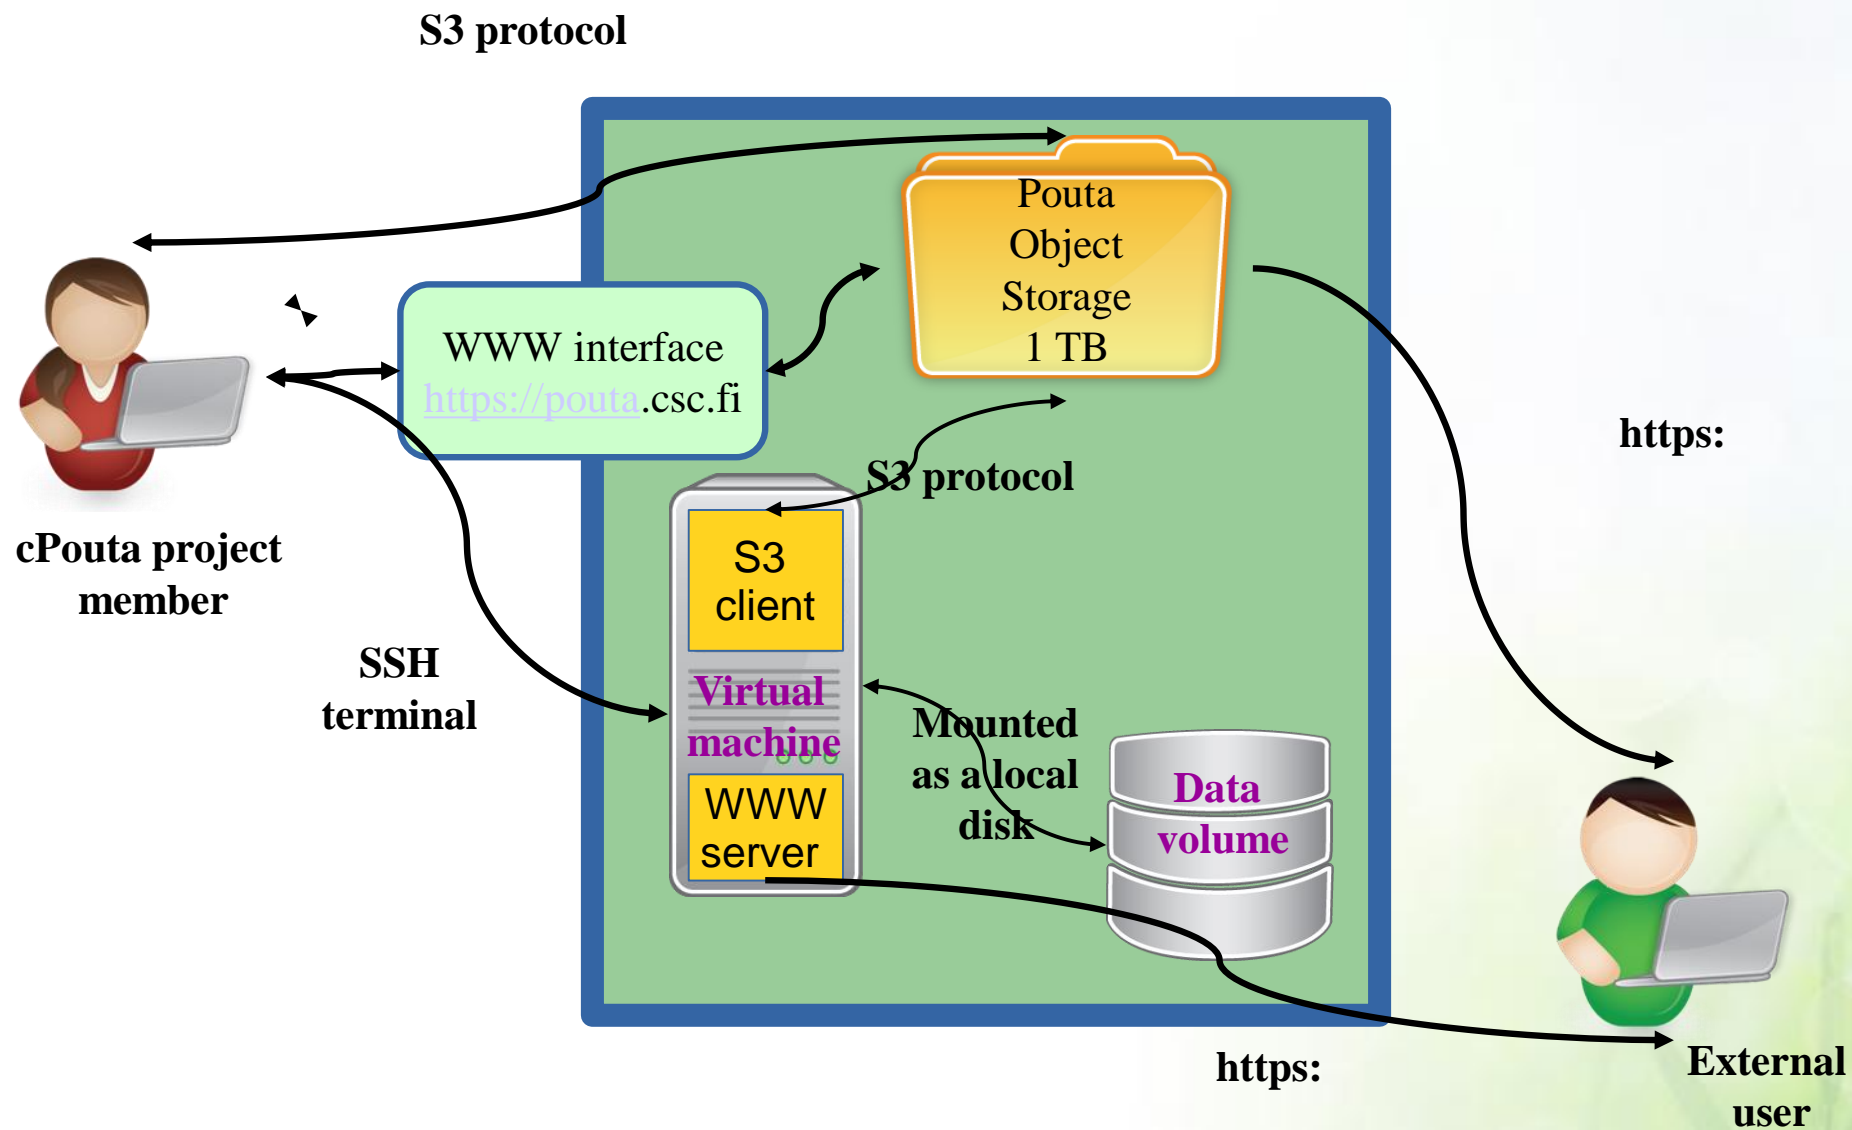 S3 protocol
Pouta
Object
Storage
1 TB
WWW interface
https://pouta.csc.fi
https:
S3 protocol
cPouta project
member
S3
client
SSH
terminal
Virtual
machine
Mounted
as a local
disk
Data
volume
WWW
server
https:
External
user